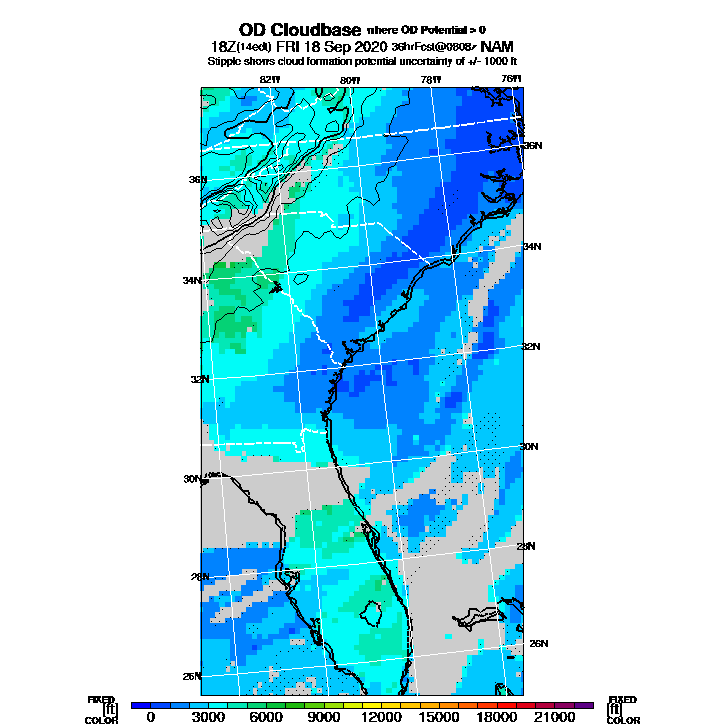 OD Cloudbase where OD Potential > 0
18Z(14edt) FRI 18 Sep 2020 36hrFcst@0808z NAM
Stipple shows cloud formation potential uncertainty of +/- 1000 ft
82W 80W 78W 76W
36N
36N
34N
34N
32N
32N
30N
30N
28N
28N
26N
26N
FIXED FIXED
[ft] [ft]
COLOR COLOR
0 3000 6000 9000 12000 15000 18000 21000